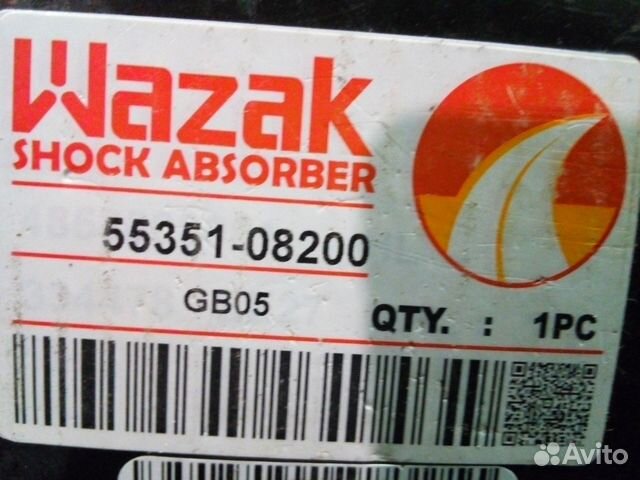 Wazak
SHOCK ABSORBER
55351-08200
GB05
QTY. : 1PC
Avito